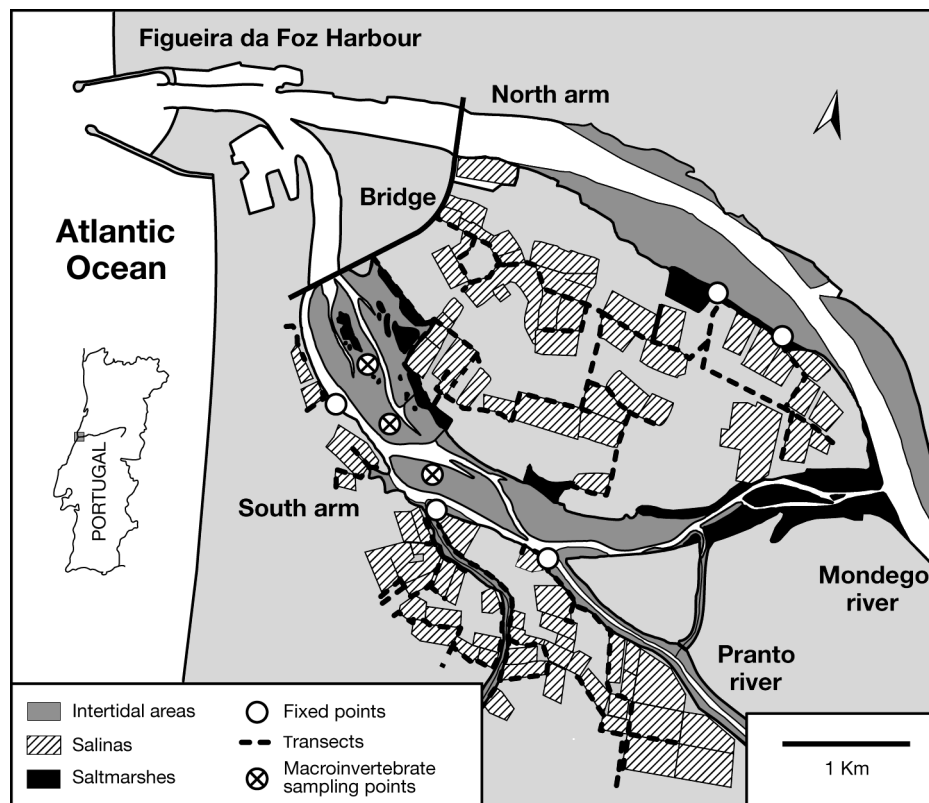 Figueira da Foz Harbour
North arm
Bridge
Atlantic
Ocean
PORTUGAL
South arm
Mondego
river
Pranto
river
Intertidal areas
Salinas
Saltmarshes
Fixed points
Transects
Macroinvertebrate
sampling points
1 Km